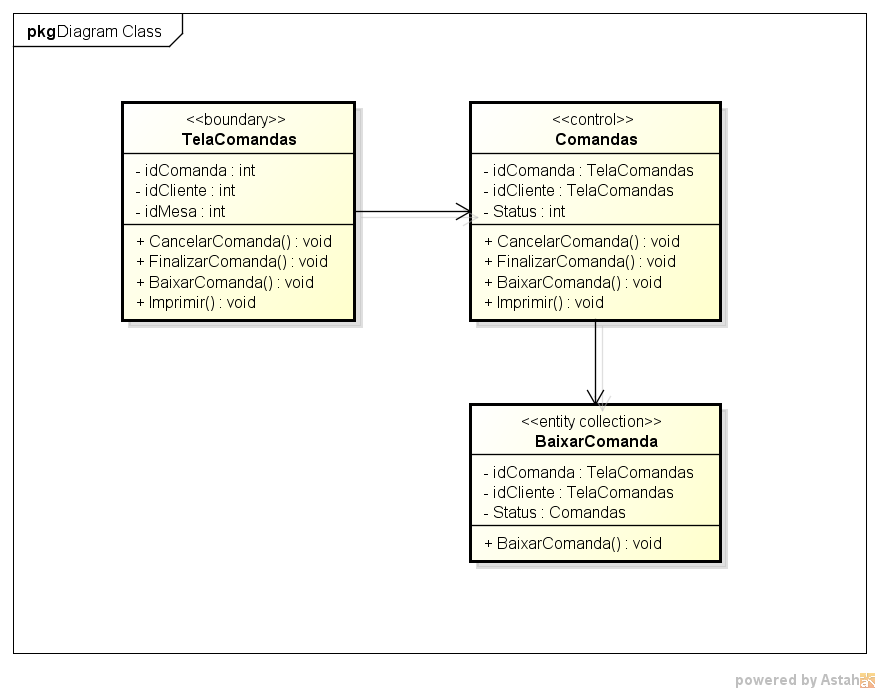 pkg Diagram Class
<<boundary>>
TelaComandas
- idComanda : int
- idCliente : int
- idMesa : int
+ CancelarComanda() : void
+ FinalizarComanda() : void
+ BaixarComanda() : void
+ Imprimir() : void
<<control>>
Comandas
- idComanda : TelaComandas
- idCliente : TelaComandas
- Status : int
+ CancelarComanda() : void
+ FinalizarComanda() : void
+ BaixarComanda() : void
+ Imprimir() : void
<<entity collection>>
BaixarComanda
- idComanda : TelaComandas
- idCliente : TelaComandas
- Status : Comandas
+ BaixarComanda() : void
powered by Astah